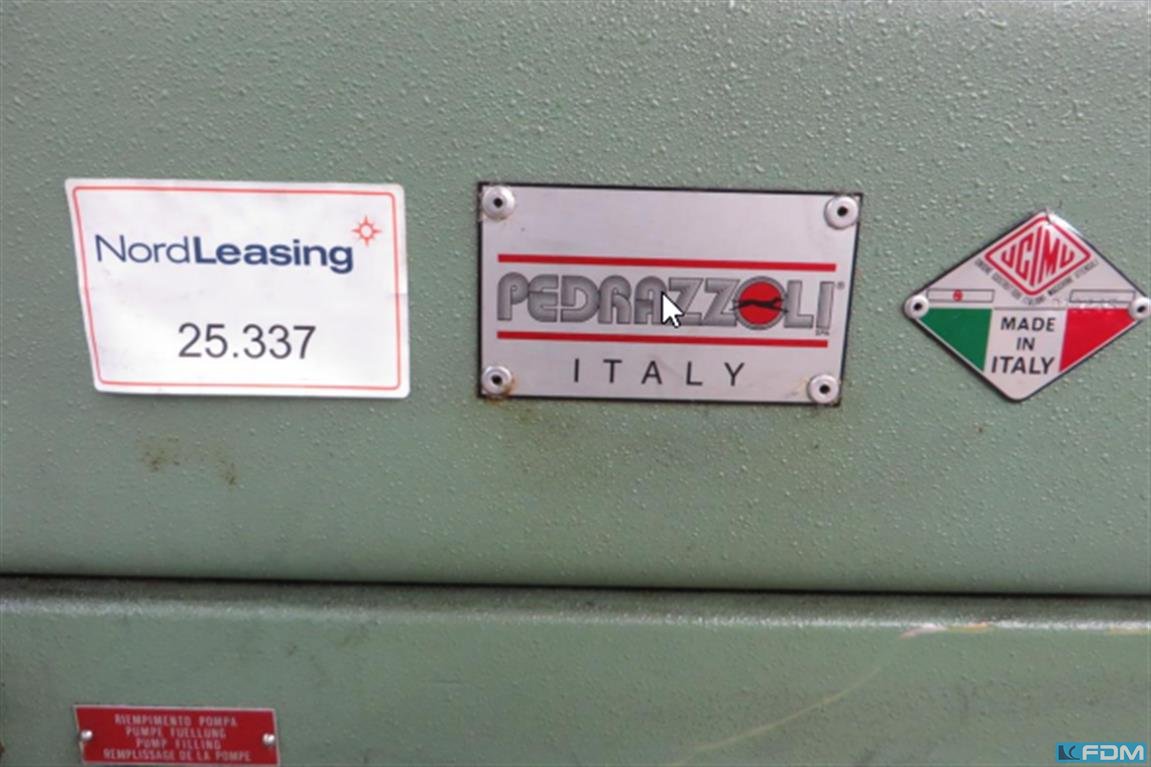 NordLeasing
25.337
PEDRAZZOLI®
SPA
ITALY
UCIMU
MADE
IN
ITALY
RIEMPIMENTO POMPA
PUMPE FUELLUNG
PUMP FILLING
REMPLISSAGE DE LA POMPE
FDM